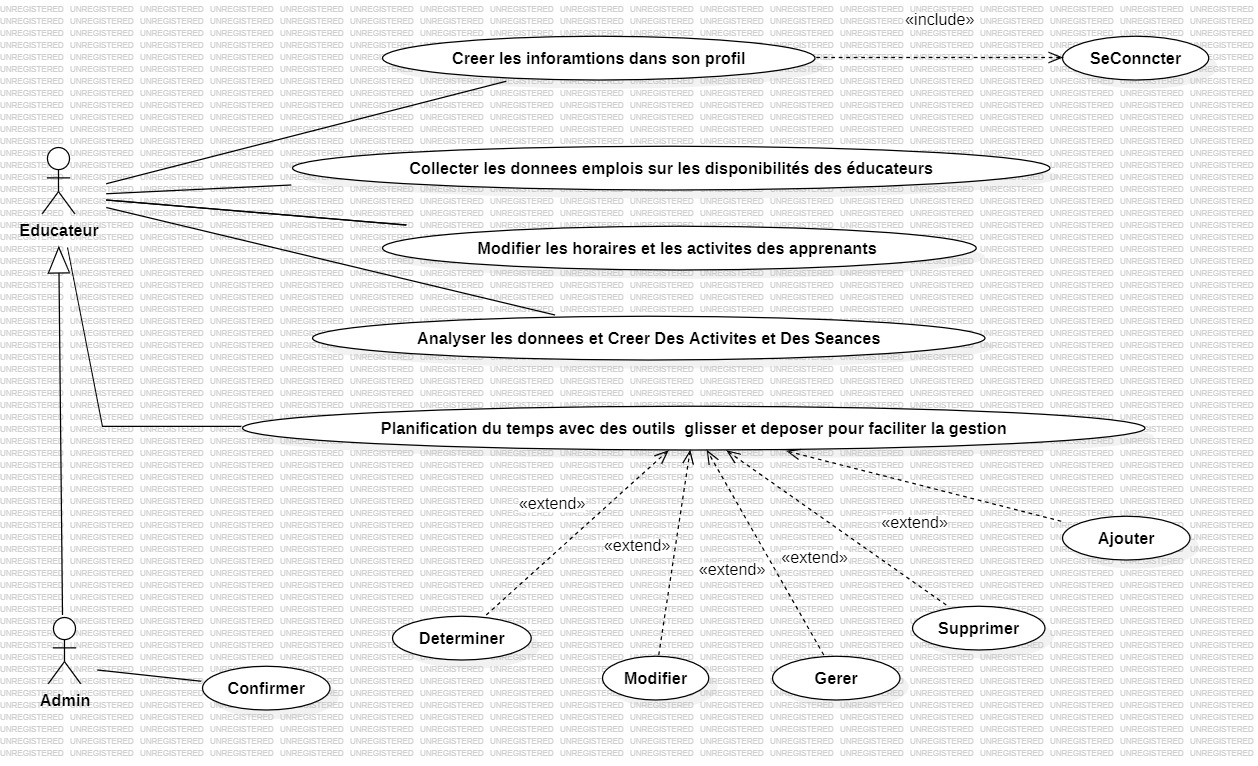 «include»
Creer les inforamtions dans son profil
SeConncter
Collecter les donnees emplois sur les disponibilités des éducateurs
Educateur
Modifier les horaires et les activites des apprenants
Analyser les donnees et Creer Des Activites et Des Seances
Planification du temps avec des outils  glisser et deposer pour faciliter la gestion
«extend»
«extend»
«extend»
«extend»
«extend»
Ajouter
Determiner
Supprimer
Modifier
Gerer
Confirmer
Admin
UNREGISTERED